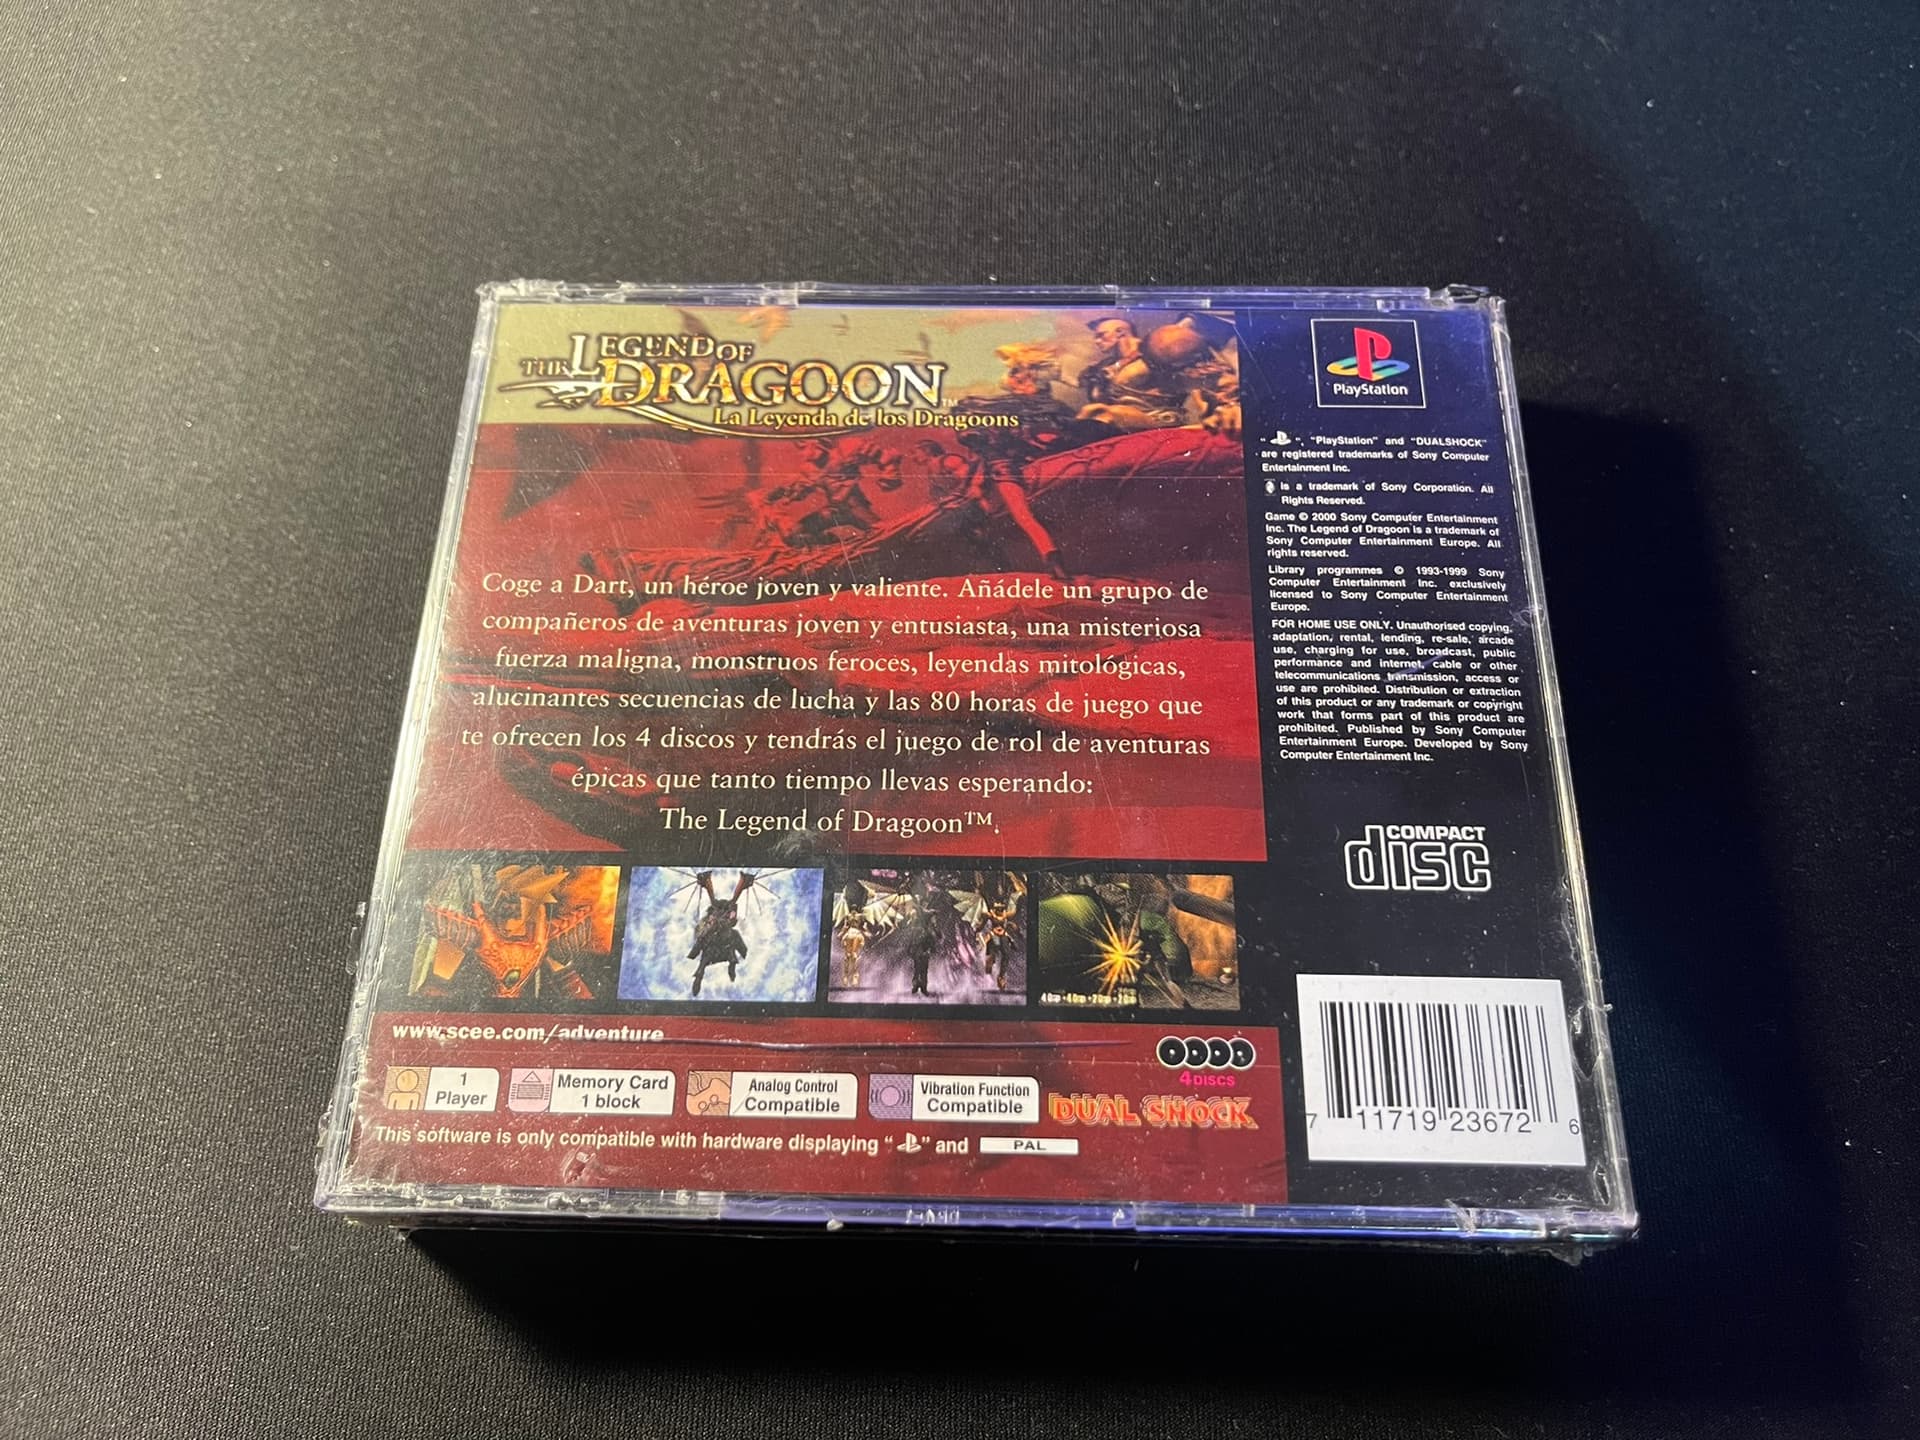 THE LEGEND OF DRAGOON™
La Leyenda de los Dragoons
Coge a Dart, un héroe joven y valiente. Añádele un grupo de
compañeros de aventuras joven y entusiasta, una misteriosa
fuerza maligna, monstruos feroces, leyendas mitológicas,
alucinantes secuencias de lucha y las 80 horas de juego que
te ofrecen los 4 discos y tendrás el juego de rol de aventuras
épicas que tanto tiempo llevas esperando:
The Legend of Dragoon™.
www.scee.com/adventure
4 DISCS
1
Player
Memory Card
1 block
Analog Control
Compatible
Vibration Function
Compatible
DUAL SHOCK
This software is only compatible with hardware displaying " " and PAL
PlayStation
" ", "PlayStation" and "DUALSHOCK"
are registered trademarks of Sony Computer
Entertainment Inc.
is a trademark of Sony Corporation. All
Rights Reserved.
Game © 2000 Sony Computer Entertainment
Inc. The Legend of Dragoon is a trademark of
Sony Computer Entertainment Europe. All
rights reserved.
Library programmes © 1993-1999 Sony
Computer Entertainment Inc. exclusively
licensed to Sony Computer Entertainment
Europe.
FOR HOME USE ONLY. Unauthorised copying,
adaptation, rental, lending, re-sale, arcade
use, charging for use, broadcast, public
performance and internet, cable or other
telecommunications transmission, access or
use are prohibited. Distribution or extraction
of this product or any trademark or copyright
work that forms part of this product are
prohibited. Published by Sony Computer
Entertainment Europe. Developed by Sony
Computer Entertainment Inc.
COMPACT
disc
7 11719 23672 6